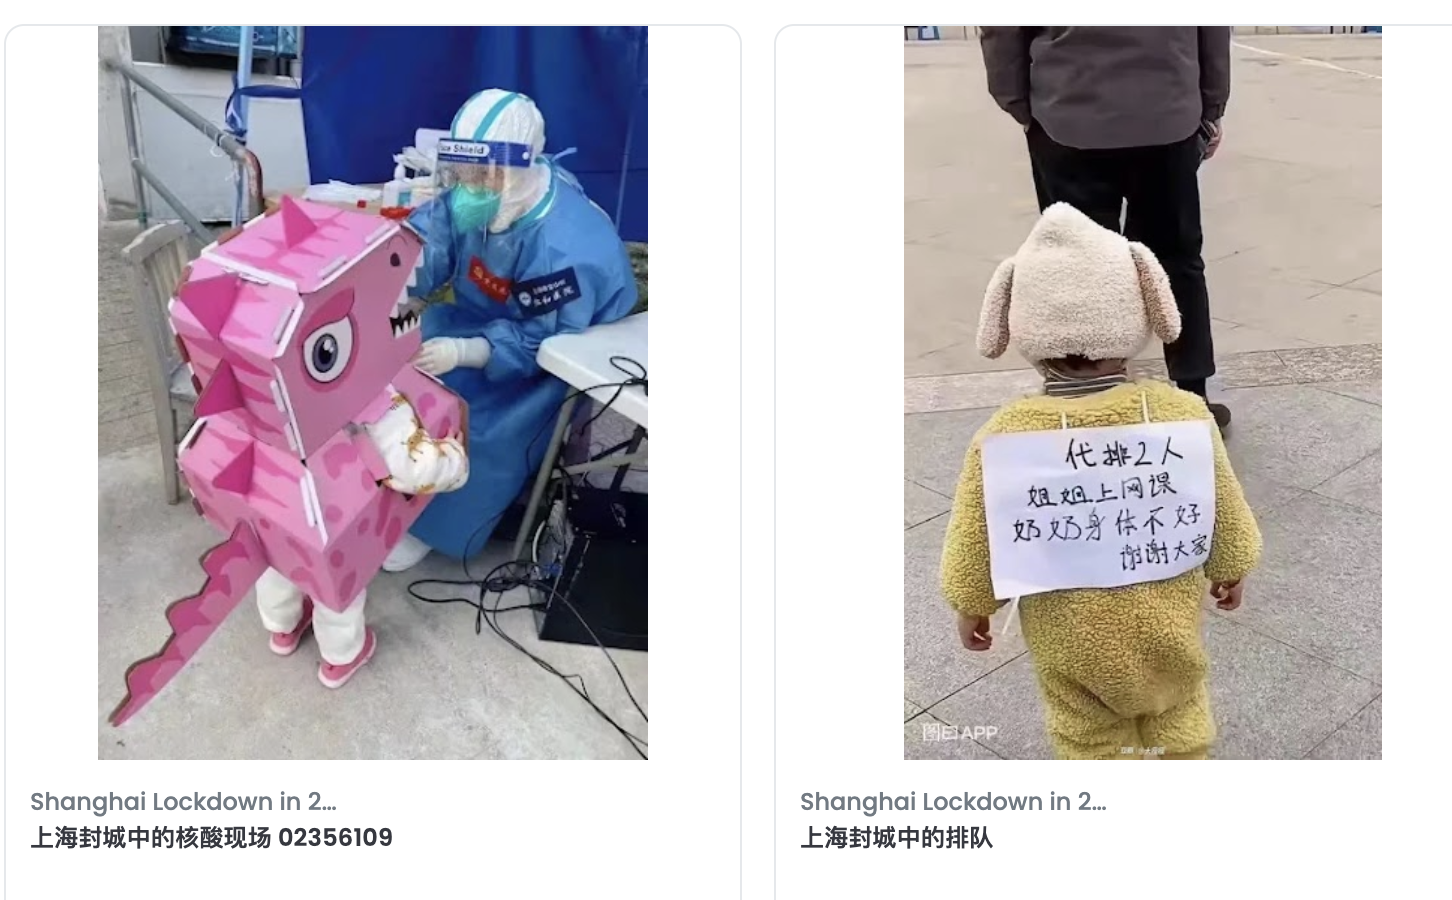 Shield
代排2人
姐姐上网课
奶奶身体不好
谢谢大家
图曰APP
Shanghai Lockdown in 2...
上海封城中的核酸现场 02356109
Shanghai Lockdown in 2...
上海封城中的排队